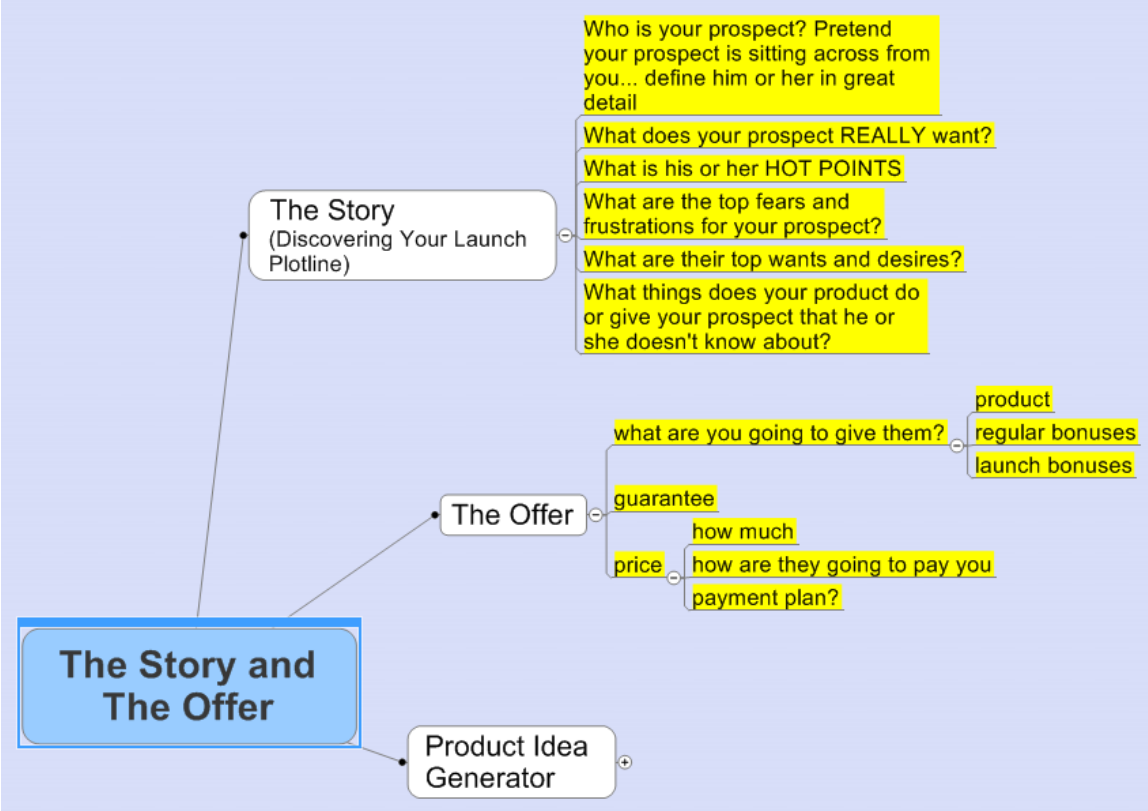 Who is your prospect? Pretend
your prospect is sitting across from
you... define him or her in great
detail
What does your prospect REALLY want?
What is his or her HOT POINTS
The Story
(Discovering Your Launch
Plotline)
What are the top fears and
frustrations for your prospect?
What are their top wants and desires?
What things does your product do
or give your prospect that he or
she doesn't know about?
The Offer
what are you going to give them?
product
regular bonuses
launch bonuses
guarantee
price
how much
how are they going to pay you
payment plan?
The Story and
The Offer
Product Idea
Generator